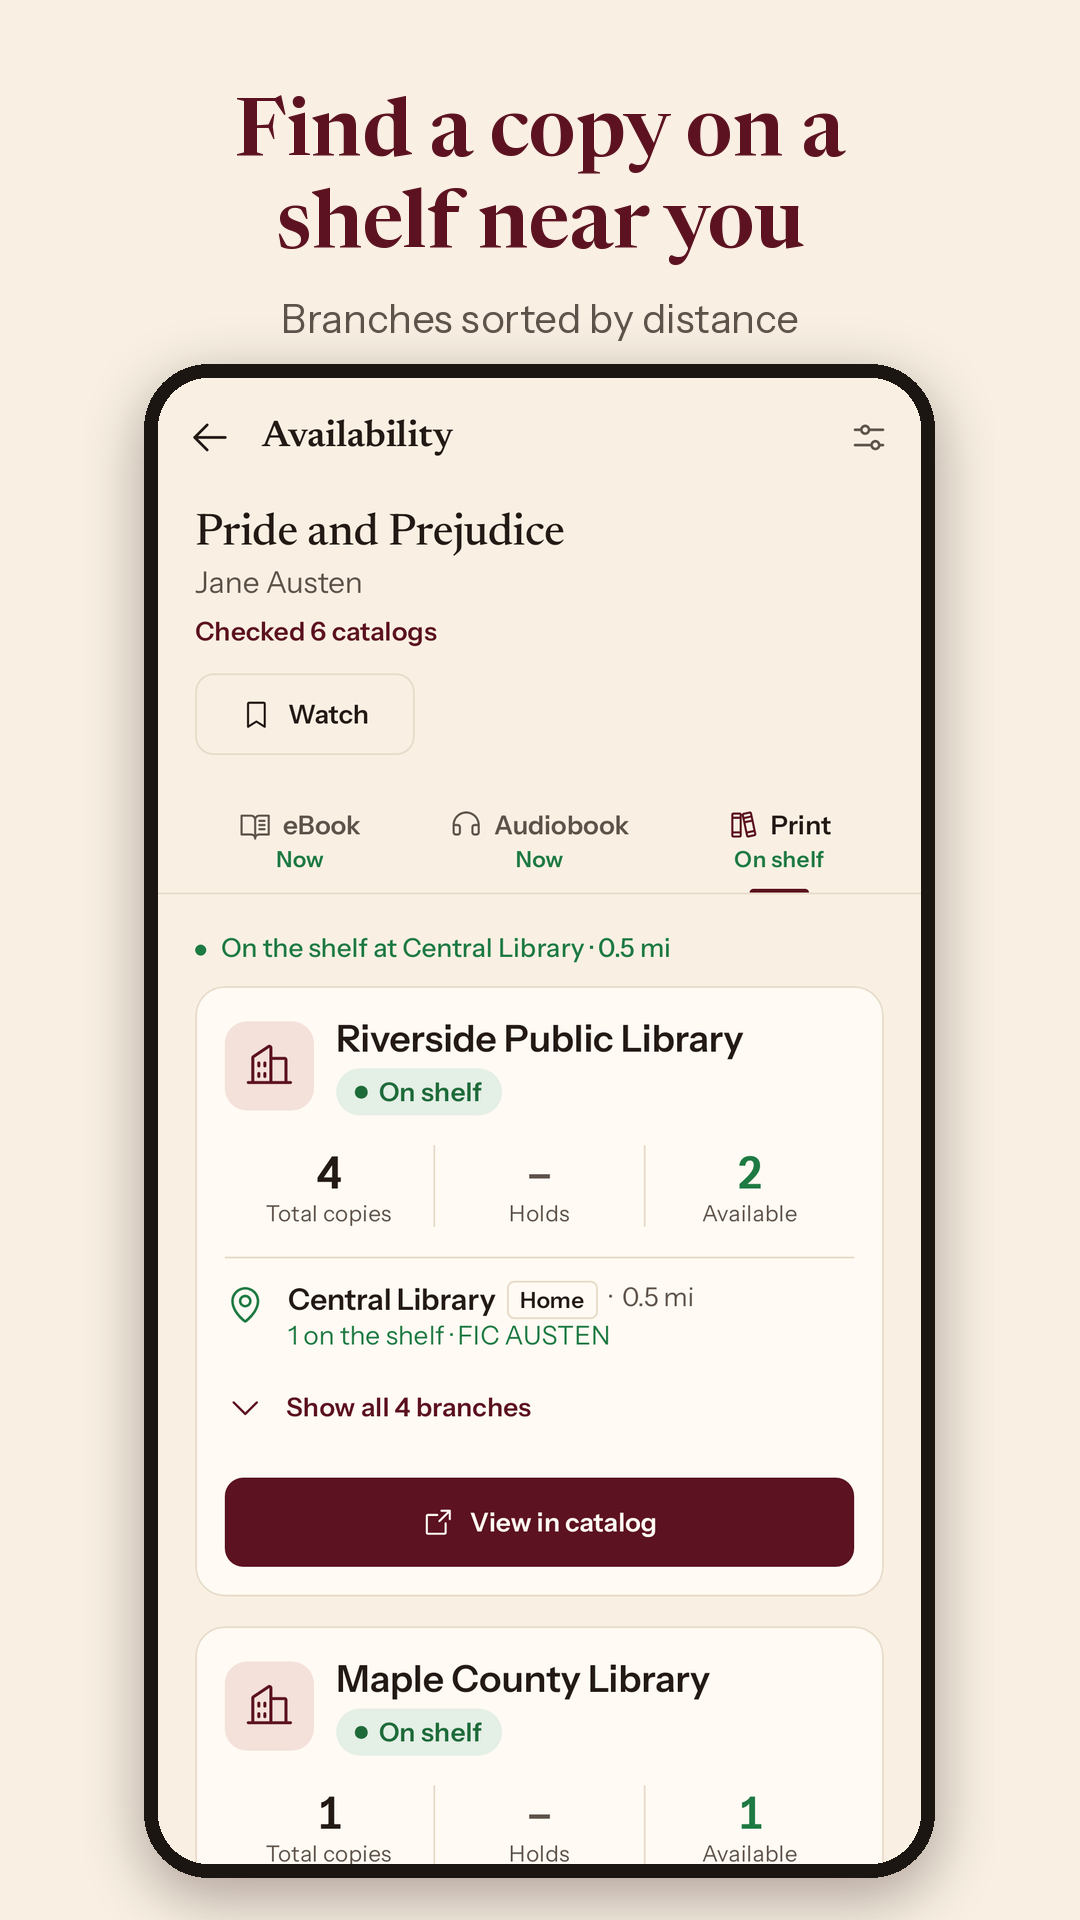 Find a copy on a
shelf near you
Branches sorted by distance
Availability
Pride and Prejudice
Jane Austen
Checked 6 catalogs
Watch
eBook
Now
Audiobook
Now
Print
On shelf
On the shelf at Central Library · 0.5 mi
Riverside Public Library
On shelf
4
Total copies
–
Holds
2
Available
Central Library Home · 0.5 mi
1 on the shelf · FIC AUSTEN
Show all 4 branches
View in catalog
Maple County Library
On shelf
1
Total copies
–
Holds
1
Available